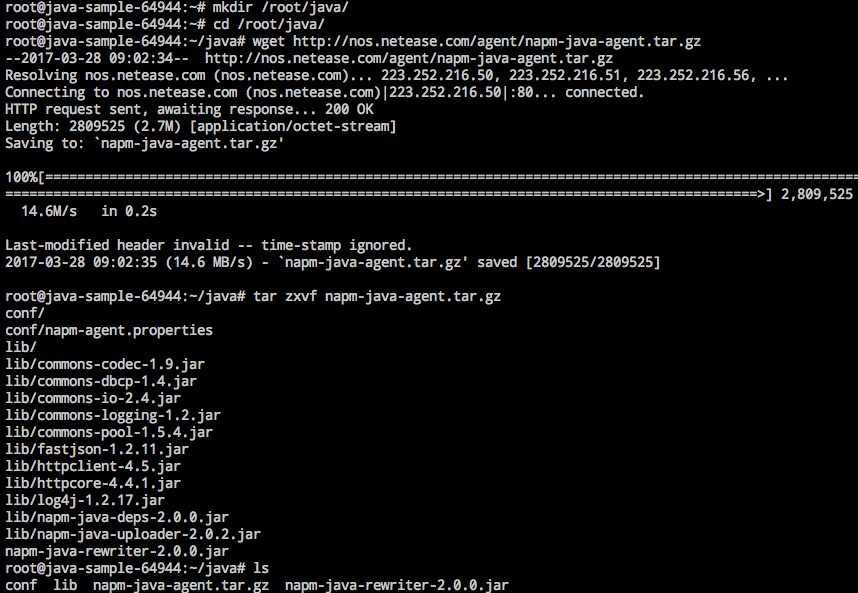 root@java-sample-64944:~# mkdir /root/java/
root@java-sample-64944:~# cd /root/java/
root@java-sample-64944:~/java# wget http://nos.netease.com/agent/napm-java-agent.tar.gz
--2017-03-28 09:02:34--  http://nos.netease.com/agent/napm-java-agent.tar.gz
Resolving nos.netease.com (nos.netease.com)... 223.252.216.50, 223.252.216.51, 223.252.216.56, ...
Connecting to nos.netease.com (nos.netease.com)|223.252.216.50|:80... connected.
HTTP request sent, awaiting response... 200 OK
Length: 2809525 (2.7M) [application/octet-stream]
Saving to: `napm-java-agent.tar.gz'
100%[======================================================================================================
==============================================================================================>] 2,809,525
  14.6M/s   in 0.2s
Last-modified header invalid -- time-stamp ignored.
2017-03-28 09:02:35 (14.6 MB/s) - `napm-java-agent.tar.gz' saved [2809525/2809525]
root@java-sample-64944:~/java# tar zxvf napm-java-agent.tar.gz
conf/
conf/napm-agent.properties
lib/
lib/commons-codec-1.9.jar
lib/commons-dbcp-1.4.jar
lib/commons-io-2.4.jar
lib/commons-logging-1.2.jar
lib/commons-pool-1.5.4.jar
lib/fastjson-1.2.11.jar
lib/httpclient-4.5.jar
lib/httpcore-4.4.1.jar
lib/log4j-1.2.17.jar
lib/napm-java-deps-2.0.0.jar
lib/napm-java-uploader-2.0.2.jar
napm-java-rewriter-2.0.0.jar
root@java-sample-64944:~/java# ls
conf  lib  napm-java-agent.tar.gz  napm-java-rewriter-2.0.0.jar